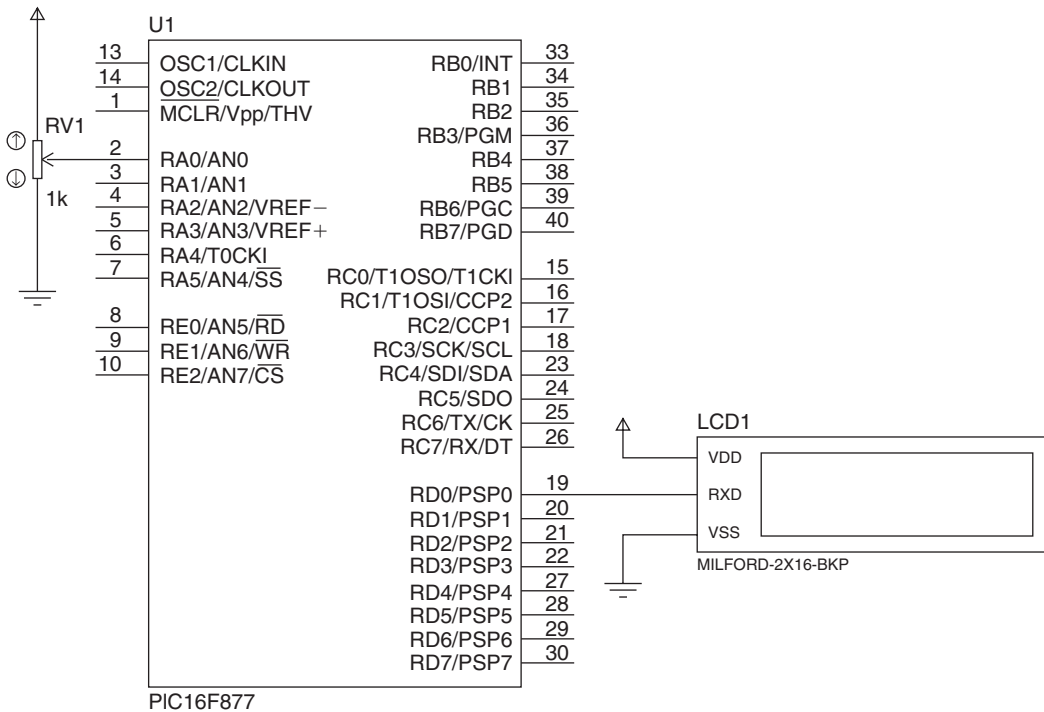 U1
13 OSC1/CLKIN
14 OSC2/CLKOUT
1 MCLR/Vpp/THV
RV1
1k
2 RA0/AN0
3 RA1/AN1
4 RA2/AN2/VREF−
5 RA3/AN3/VREF+
6 RA4/T0CKI
7 RA5/AN4/SS
8 RE0/AN5/RD
9 RE1/AN6/WR
10 RE2/AN7/CS
RB0/INT 33
RB1 34
RB2 35
RB3/PGM 36
RB4 37
RB5 38
RB6/PGC 39
RB7/PGD 40
RC0/T1OSO/T1CKI 15
RC1/T1OSI/CCP2 16
RC2/CCP1 17
RC3/SCK/SCL 18
RC4/SDI/SDA 23
RC5/SDO 24
RC6/TX/CK 25
RC7/RX/DT 26
RD0/PSP0 19
RD1/PSP1 20
RD2/PSP2 21
RD3/PSP3 22
RD4/PSP4 27
RD5/PSP5 28
RD6/PSP6 29
RD7/PSP7 30
PIC16F877
LCD1
VDD
RXD
VSS
MILFORD-2X16-BKP